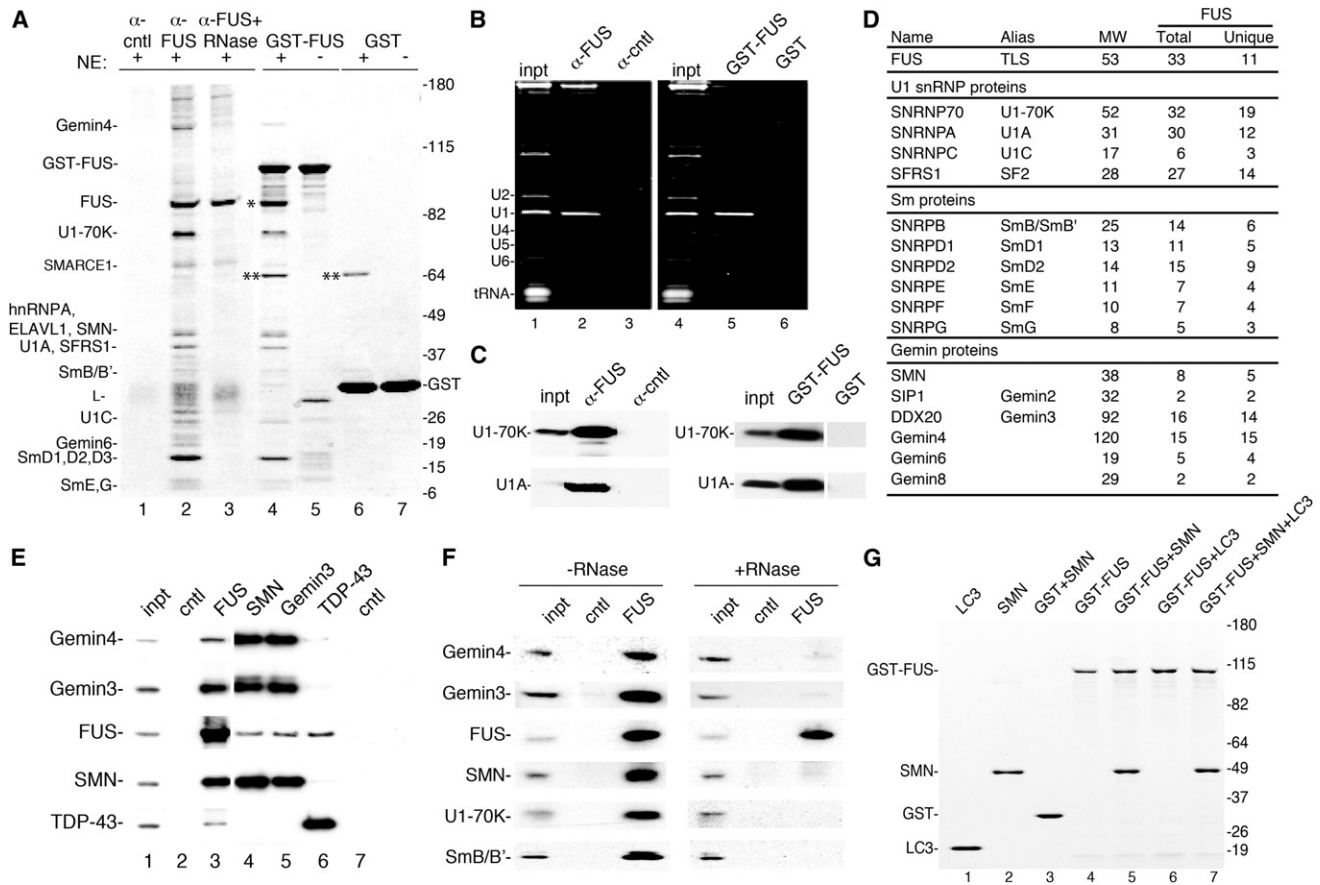 A
α-cntl α-FUS α-FUS+RNase GST-FUS GST
NE: + + + + - + -
Gemin4-
GST-FUS-
FUS-
U1-70K-
SMARCE1-
hnRNPA,
ELAVL1, SMN-
U1A, SFRS1-
SmB/B'-
L-
U1C-
Gemin6-
SmD1,D2,D3-
SmE,G-
*
** **
-180
-115
-82
-64
-49
-37
-GST
-26
-19
-15
-6
1 2 3 4 5 6 7
B
inpt α-FUS α-cntl inpt GST-FUS GST
U2-
U1-
U4-
U5-
U6-
tRNA-
1 2 3 4 5 6
C
inpt α-FUS α-cntl inpt GST-FUS GST
U1-70K- U1-70K-
U1A- U1A-
D
FUS
Name Alias MW Total Unique
FUS TLS 53 33 11
U1 snRNP proteins
SNRNP70 U1-70K 52 32 19
SNRNPA U1A 31 30 12
SNRNPC U1C 17 6 3
SFRS1 SF2 28 27 14
Sm proteins
SNRPB SmB/SmB' 25 14 6
SNRPD1 SmD1 13 11 5
SNRPD2 SmD2 14 15 9
SNRPE SmE 11 7 4
SNRPF SmF 10 7 4
SNRPG SmG 8 5 3
Gemin proteins
SMN 38 8 5
SIP1 Gemin2 32 2 2
DDX20 Gemin3 92 16 14
Gemin4 120 15 15
Gemin6 19 5 4
Gemin8 29 2 2
E
inpt cntl FUS SMN Gemin3 TDP-43 cntl
Gemin4-
Gemin3-
FUS-
SMN-
TDP-43-
1 2 3 4 5 6 7
F
-RNase +RNase
inpt cntl FUS inpt cntl FUS
Gemin4-
Gemin3-
FUS-
SMN-
U1-70K-
SmB/B'-
G
LC3 SMN GST+SMN GST-FUS GST-FUS+SMN GST-FUS+LC3 GST-FUS+SMN+LC3
GST-FUS-
SMN-
GST-
LC3-
-180
-115
-82
-64
-49
-37
-26
-19
1 2 3 4 5 6 7